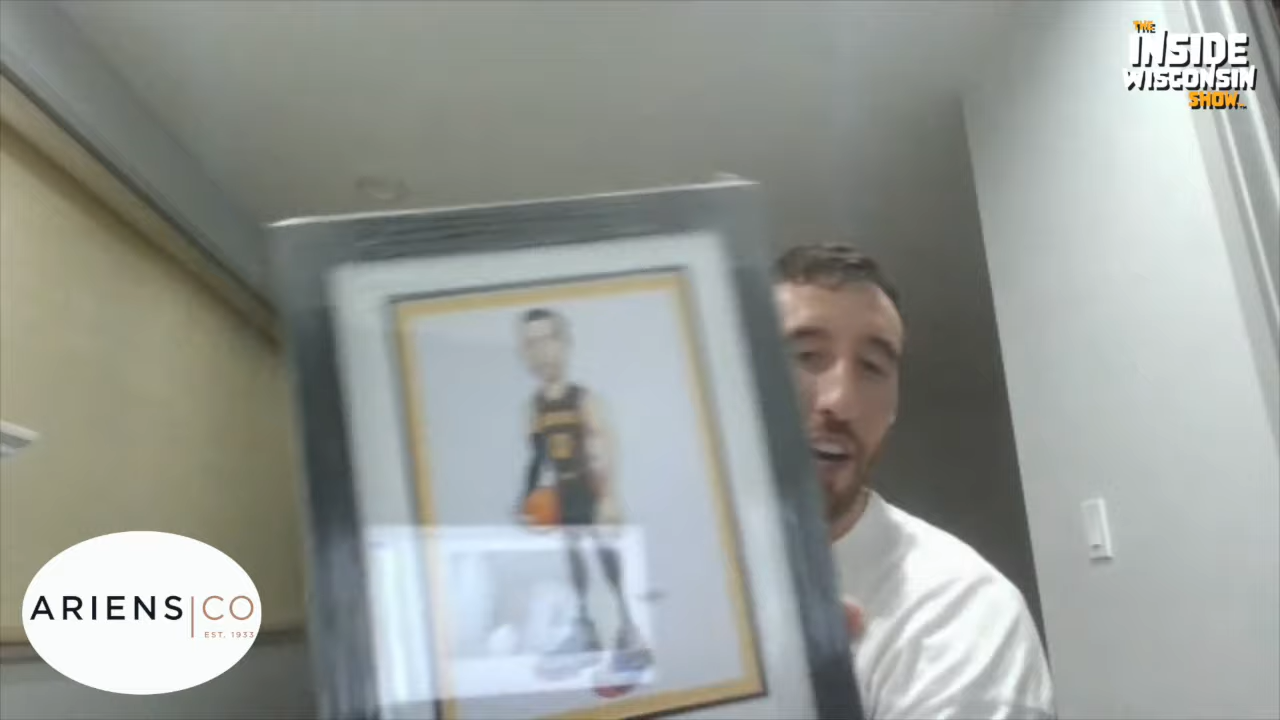 THE
INSIDE
WISCONSIN
SHOW
ARIENS|CO
EST. 1933